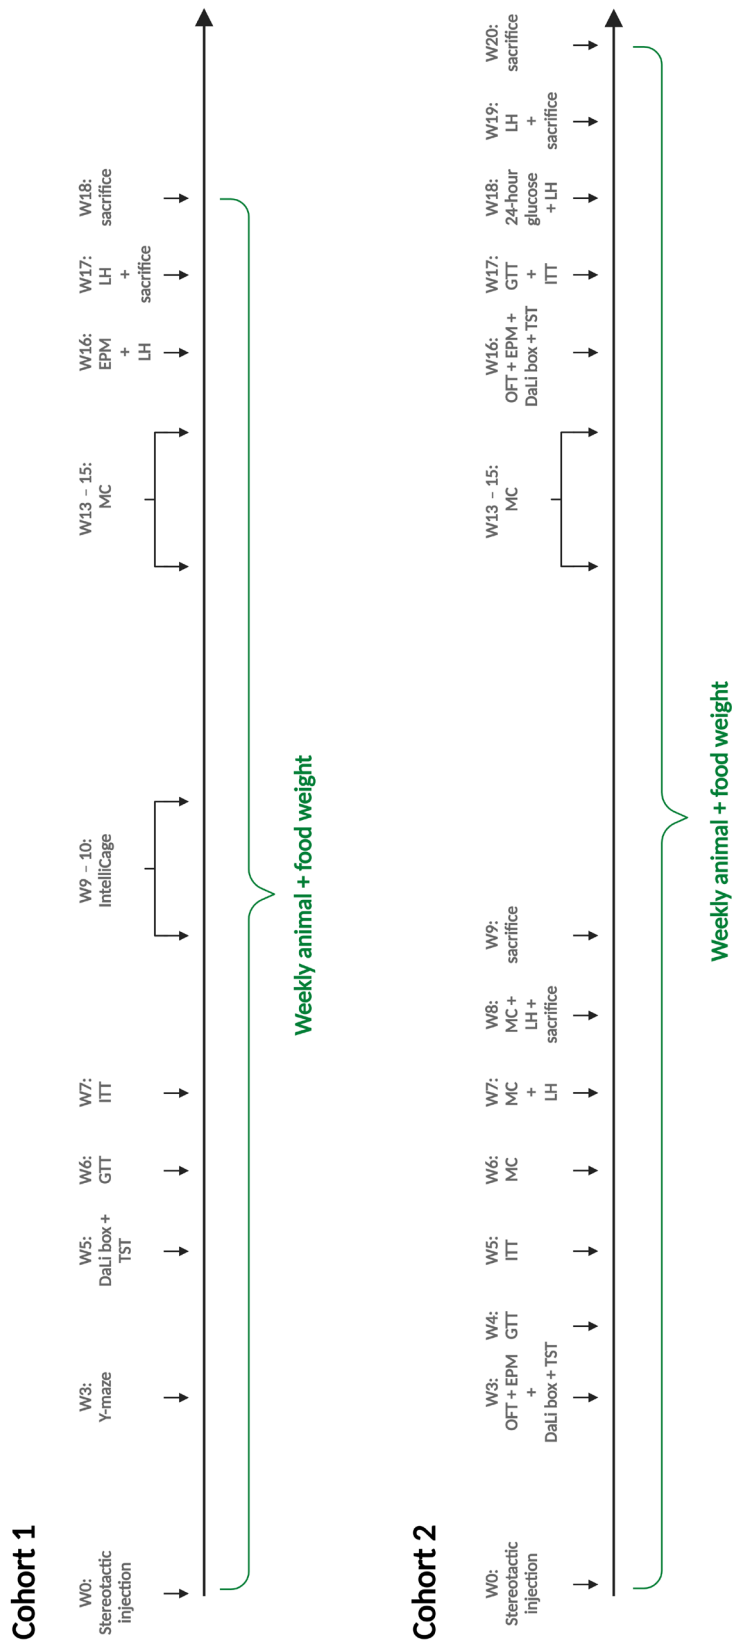 Cohort 1
W0:
Stereotactic
injection
W3:
Y-maze
W5:
DaLi box +
TST
W6:
GTT
W7:
ITT
W9 – 10:
IntelliCage
W13 – 15:
MC
W16:
EPM
+
LH
W17:
LH
+
sacrifice
W18:
sacrifice
Weekly animal + food weight
Cohort 2
W0:
Stereotactic
injection
W3:
OFT + EPM
+
DaLi box + TST
W4:
GTT
W5:
ITT
W6:
MC
W7:
MC
+
LH
W8:
MC +
LH +
sacrifice
W9:
sacrifice
W13 – 15:
MC
W16:
OFT + EPM +
DaLi box + TST
W17:
GTT
+
ITT
W18:
24-hour
glucose
+ LH
W19:
LH
+
sacrifice
W20:
sacrifice
Weekly animal + food weight